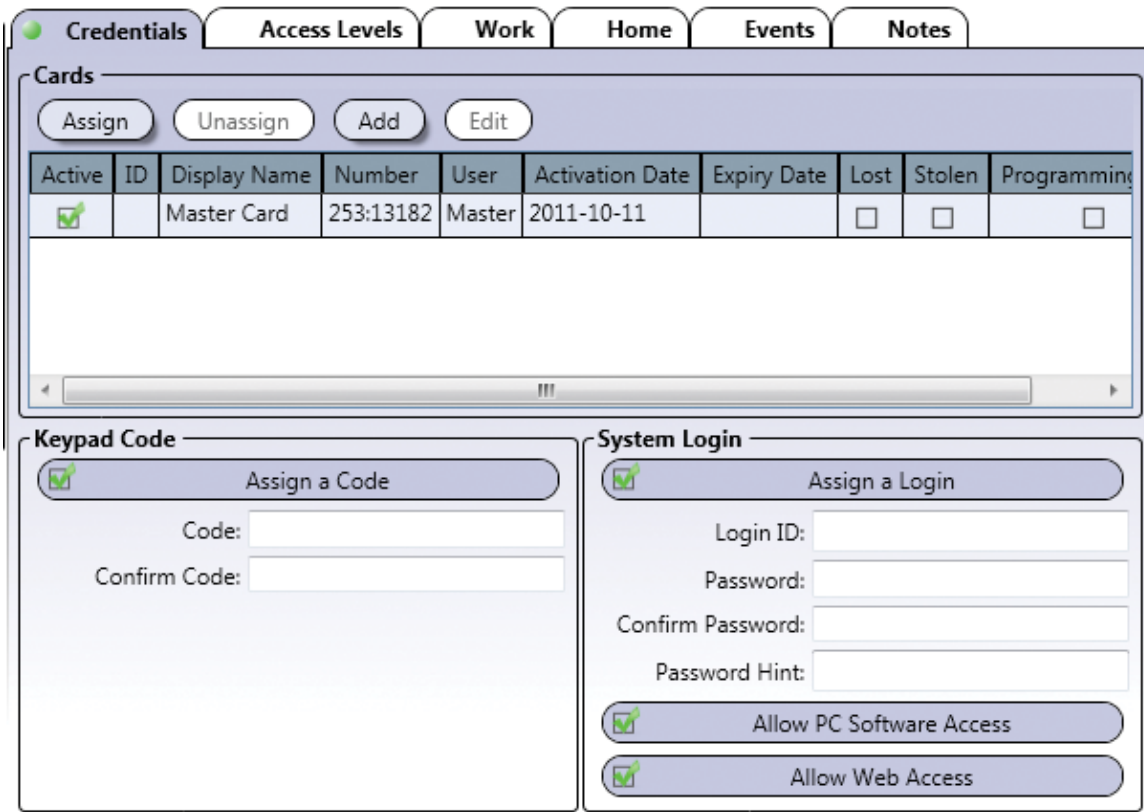 Credentials Access Levels Work Home Events Notes
Cards
Assign Unassign Add Edit
Active ID Display Name Number User Activation Date Expiry Date Lost Stolen Programming
Master Card 253:13182 Master 2011-10-11
Keypad Code
Assign a Code
Code:
Confirm Code:
System Login
Assign a Login
Login ID:
Password:
Confirm Password:
Password Hint:
Allow PC Software Access
Allow Web Access